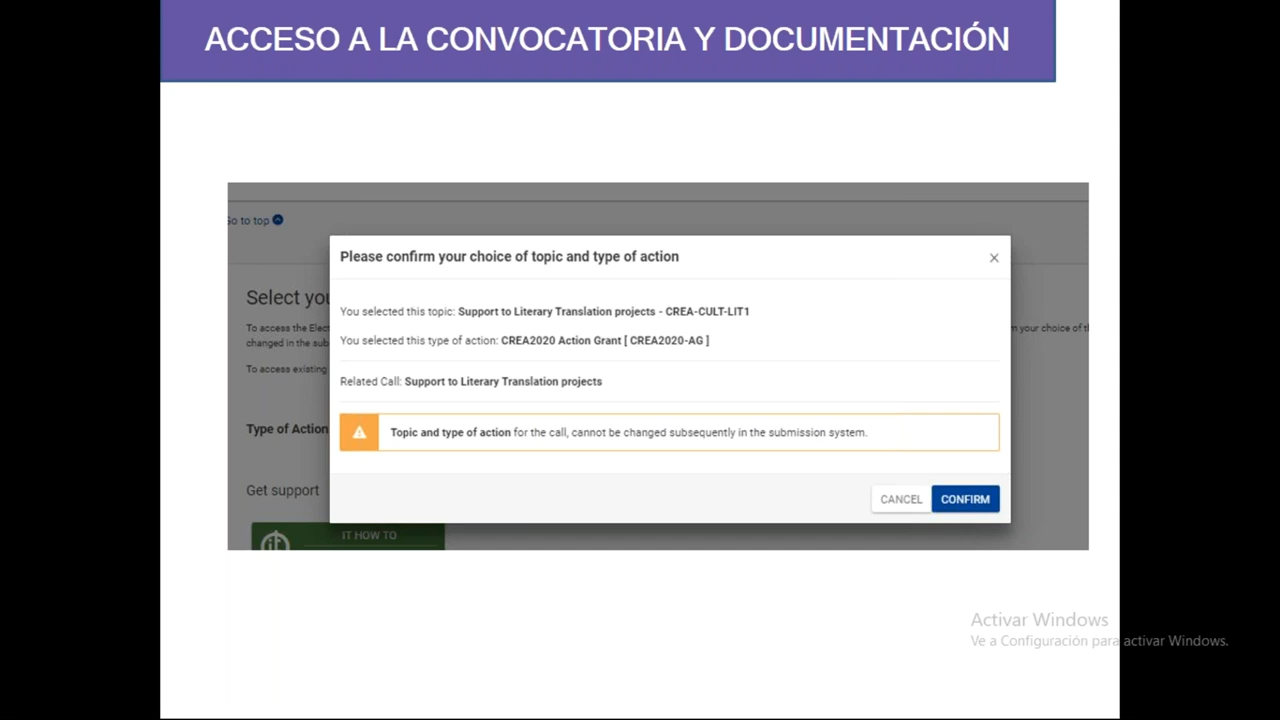 ACCESO A LA CONVOCATORIA Y DOCUMENTACIÓN
Go to top
Please confirm your choice of topic and type of action
Select you
You selected this topic: Support to Literary Translation projects - CREA-CULT-LIT1
To access the Elect
m your choice of th
changed in the sub
You selected this type of action: CREA2020 Action Grant [ CREA2020-AG ]
To access existing
Related Call: Support to Literary Translation projects
Type of Action
Topic and type of action for the call, cannot be changed subsequently in the submission system.
Get support
CANCEL CONFIRM
IT HOW TO
Activar Windows
Ve a Configuración para activar Windows.